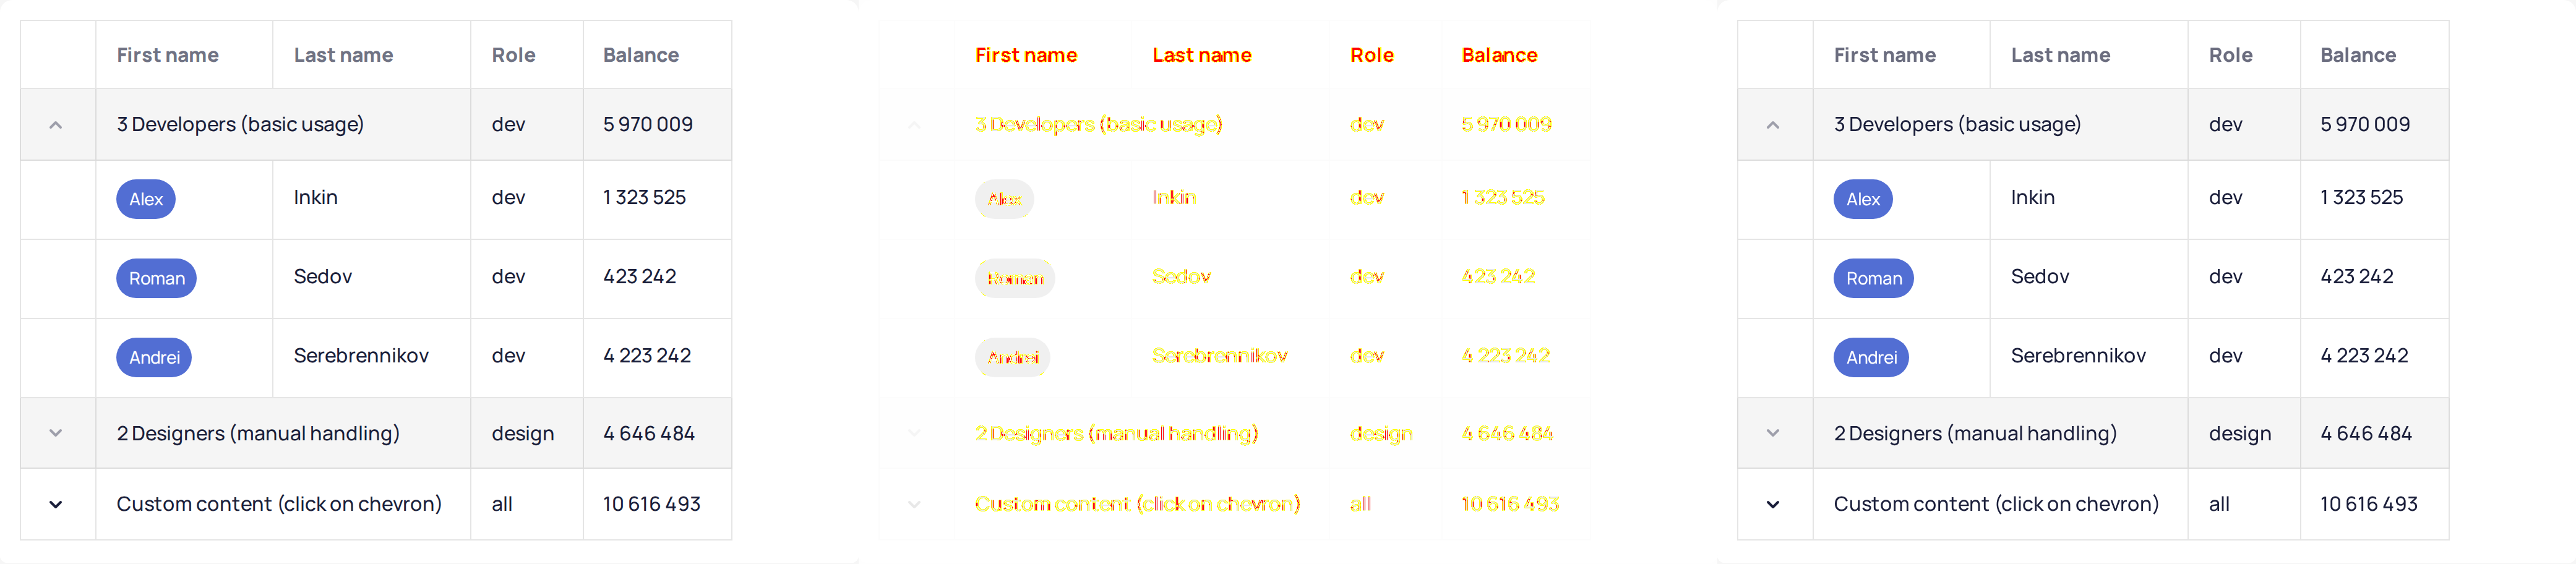 First name Last name Role Balance
3 Developers (basic usage) dev 5 970 009
Alex Inkin dev 1 323 525
Roman Sedov dev 423 242
Andrei Serebrennikov dev 4 223 242
2 Designers (manual handling) design 4 646 484
Custom content (click on chevron) all 10 616 493
First name Last name Role Balance
3 Developers (basic usage) dev 5 970 009
Alex Inkin dev 1 323 525
Roman Sedov dev 423 242
Andrei Serebrennikov dev 4 223 242
2 Designers (manual handling) design 4 646 484
Custom content (click on chevron) all 10 616 493
First name Last name Role Balance
3 Developers (basic usage) dev 5 970 009
Alex Inkin dev 1 323 525
Roman Sedov dev 423 242
Andrei Serebrennikov dev 4 223 242
2 Designers (manual handling) design 4 646 484
Custom content (click on chevron) all 10 616 493